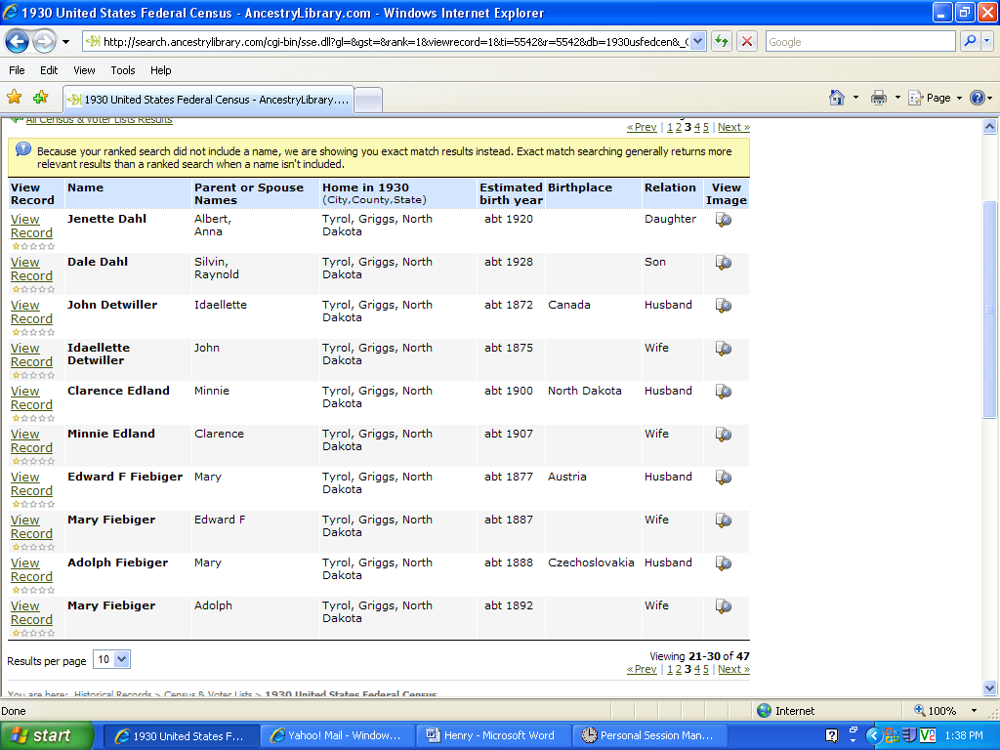 1930 United States Federal Census - AncestryLibrary.com - Windows Internet Explorer
http://search.ancestrylibrary.com/cgi-bin/sse.dll?gl=&gst=&rank=1&viewrecord=1&ti=5542&r=5542&db=1930usfedcen&_ Google
File Edit View Tools Help
1930 United States Federal Census - AncestryLibrary.... Page
All Census & Voter Lists Results
« Prev | 1 2 3 4 5 | Next »
Because your ranked search did not include a name, we are showing you exact match results instead. Exact match searching generally returns more
relevant results than a ranked search when a name isn't included.
View Name Parent or Spouse Home in 1930 Estimated Birthplace Relation View
Record Names (City,County,State) birth year Image
View Jenette Dahl Albert, Tyrol, Griggs, North abt 1920 Daughter
Record Anna Dakota
View Dale Dahl Silvin, Tyrol, Griggs, North abt 1928 Son
Record Raynold Dakota
View John Detwiller Idaellette Tyrol, Griggs, North abt 1872 Canada Husband
Record Dakota
View Idaellette John Tyrol, Griggs, North abt 1875 Wife
Record Detwiller Dakota
View Clarence Edland Minnie Tyrol, Griggs, North abt 1900 North Dakota Husband
Record Dakota
View Minnie Edland Clarence Tyrol, Griggs, North abt 1907 Wife
Record Dakota
View Edward F Fiebiger Mary Tyrol, Griggs, North abt 1877 Austria Husband
Record Dakota
View Mary Fiebiger Edward F Tyrol, Griggs, North abt 1887 Wife
Record Dakota
View Adolph Fiebiger Mary Tyrol, Griggs, North abt 1888 Czechoslovakia Husband
Record Dakota
View Mary Fiebiger Adolph Tyrol, Griggs, North abt 1892 Wife
Record Dakota
Results per page 10 Viewing 21-30 of 47
« Prev | 1 2 3 4 5 | Next »
You are here: Historical Records > Census & Voter Lists > 1930 United States Federal Census
Done Internet 100%
start 1930 United States F... Yahoo! Mail - Window... Henry - Microsoft Word Personal Session Man... 1:38 PM